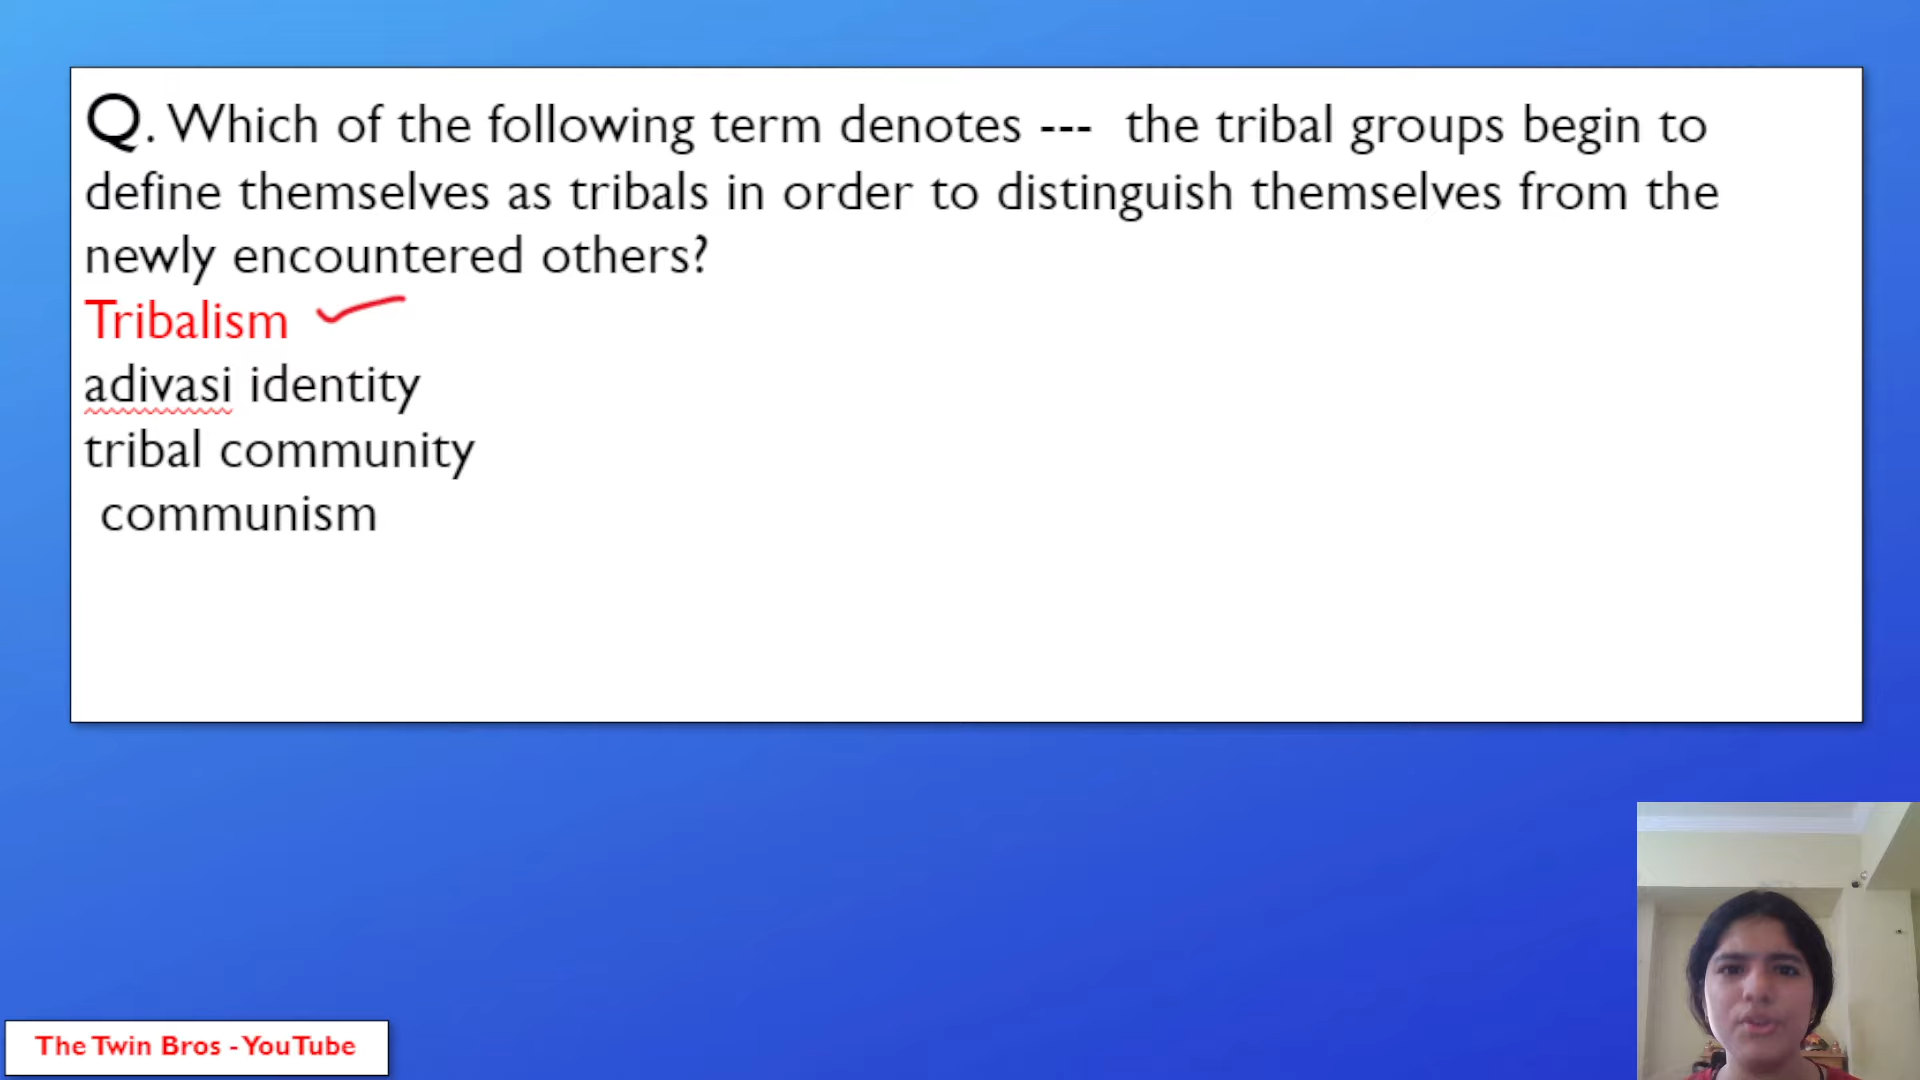 Q. Which of the following term denotes --- the tribal groups begin to
define themselves as tribals in order to distinguish themselves from the
newly encountered others?
Tribalism
adivasi identity
tribal community
communism
The Twin Bros - YouTube